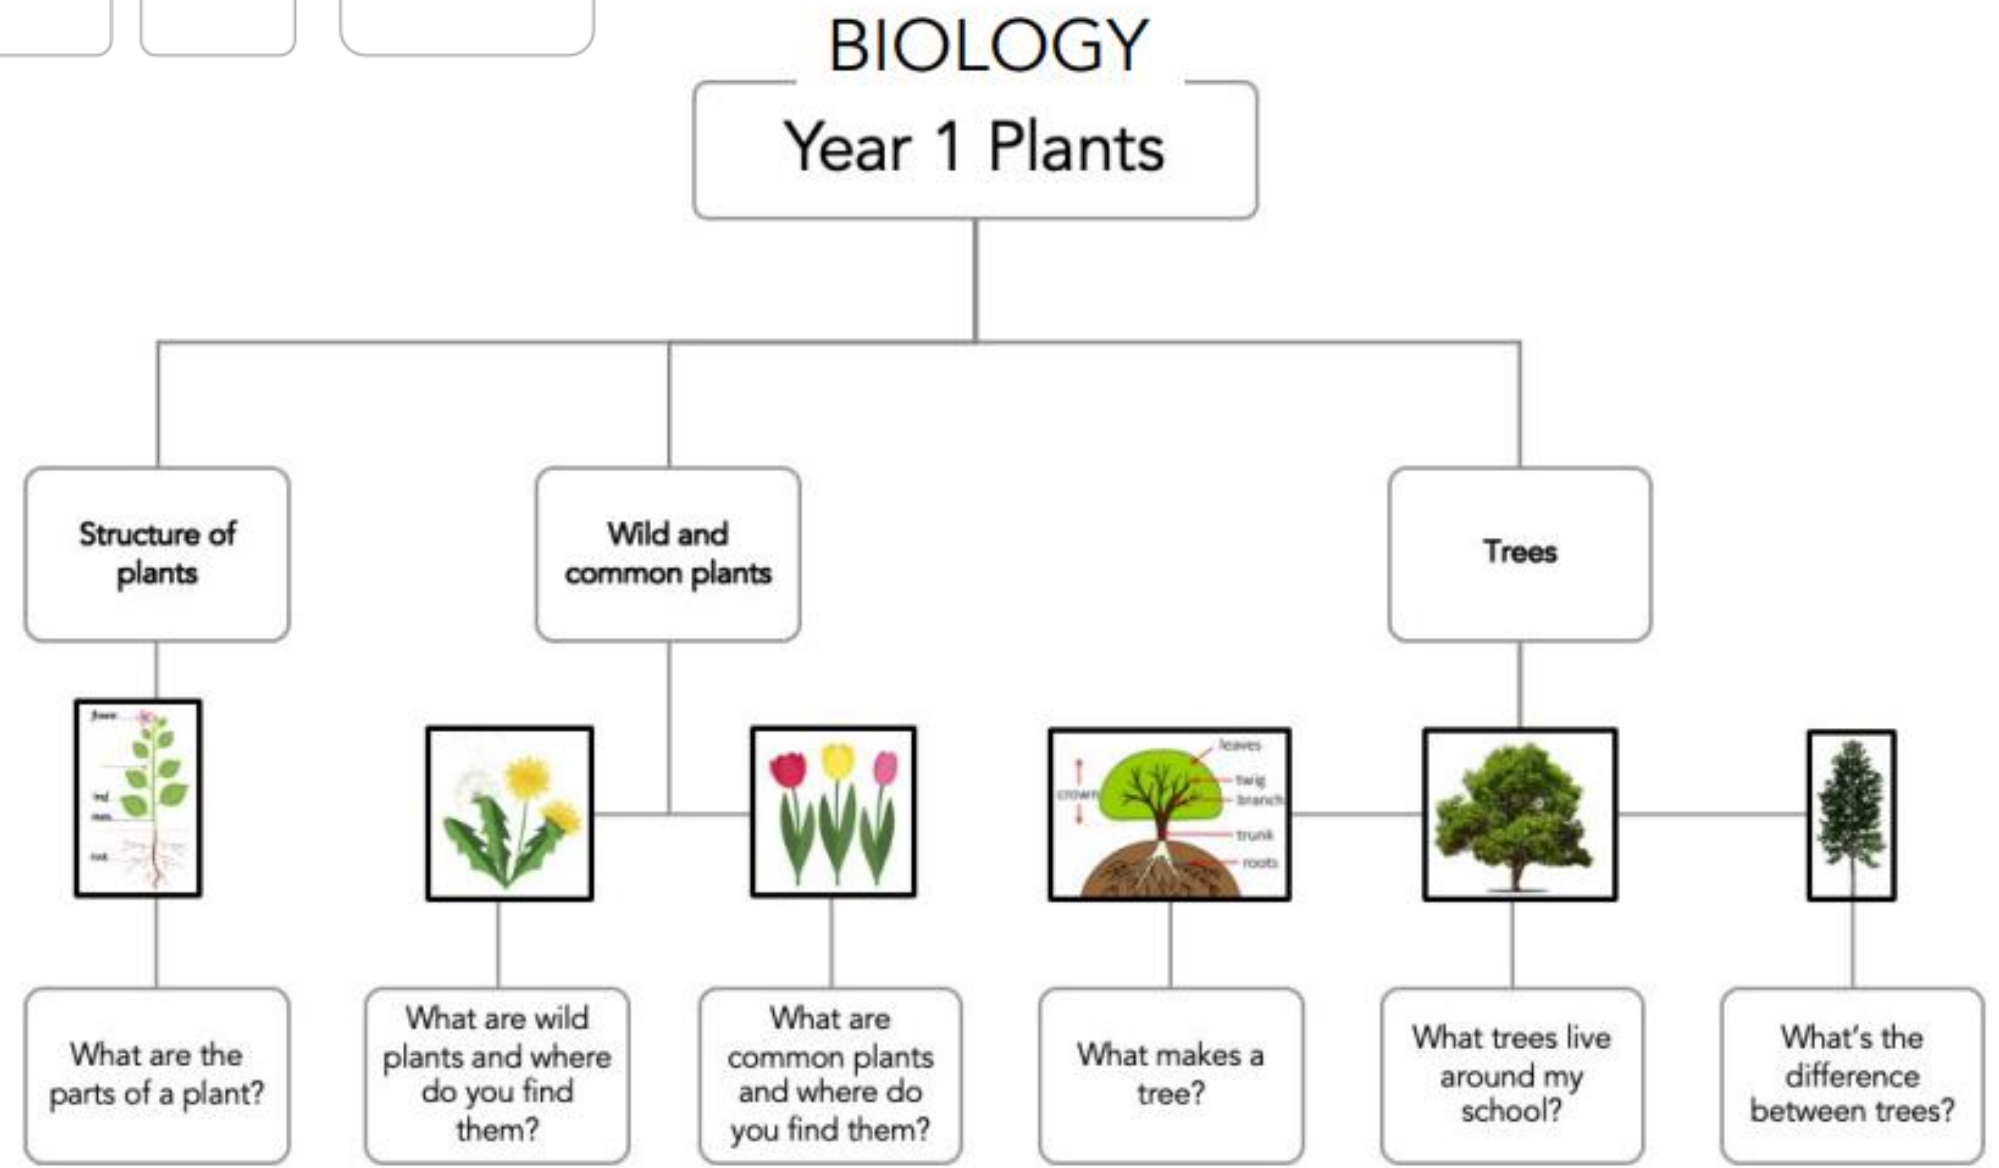 BIOLOGY
Year 1 Plants
Structure of
plants
Wild and
common plants
Trees
leaves
twig
crown
branch
trunk
roots
What are the
parts of a plant?
What are wild
plants and where
do you find
them?
What are
common plants
and where do
you find them?
What makes a
tree?
What trees live
around my
school?
What's the
difference
between trees?